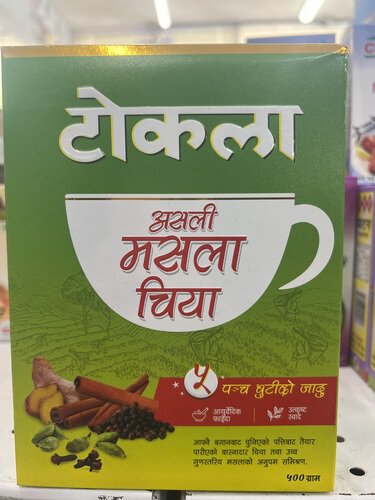 टोकला
असली
मसला
चिया
५ पञ्च घुटीको जादु
आयुर्वेदिक
फाइदा
उत्कृष्ट
स्वाद
आफ्नै बगानबाट चुनिएको पत्तिबाट तैयार
पारीएको बास्नादार चिया तथा उच्च
गुणस्तरिय मसलाको अनुपम समिश्रण.
५०० ग्राम